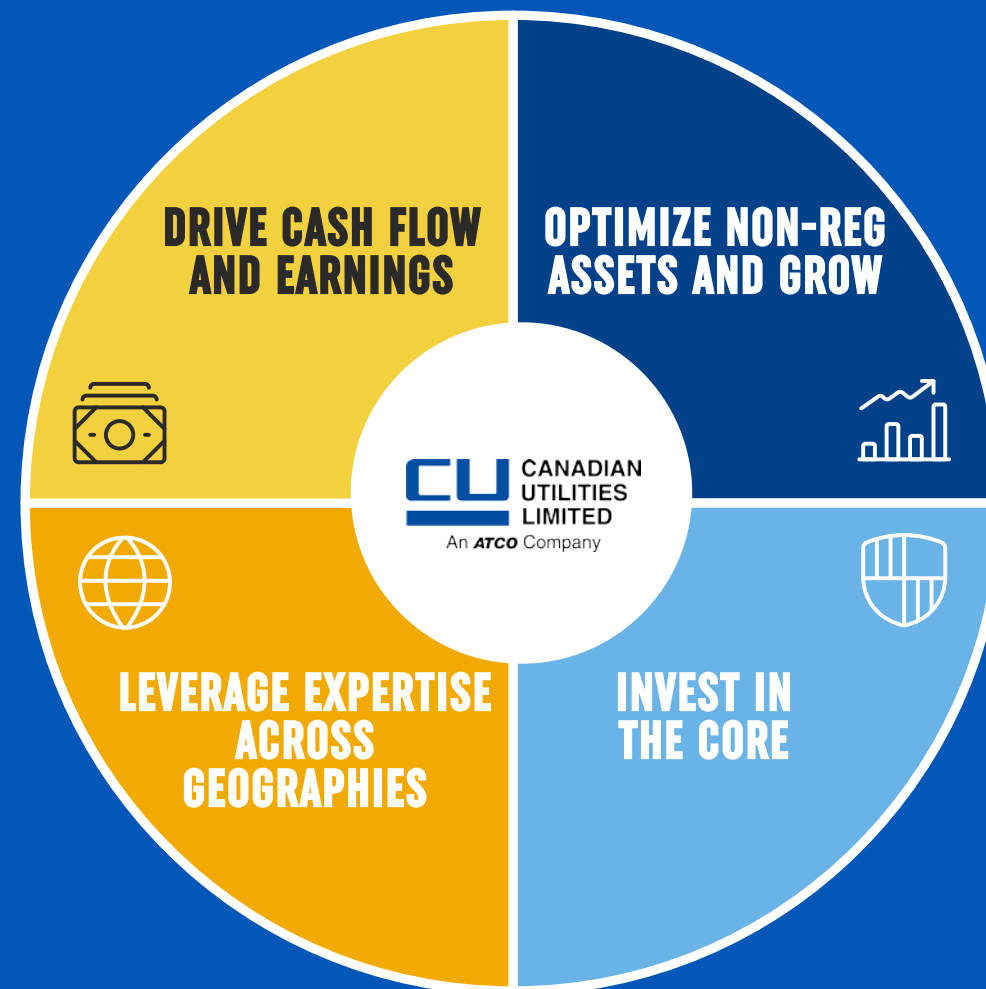 DRIVE CASH FLOW
AND EARNINGS
OPTIMIZE NON-REG
ASSETS AND GROW
CU
CANADIAN
UTILITIES
LIMITED
An ATCO Company
LEVERAGE EXPERTISE
ACROSS
GEOGRAPHIES
INVEST IN
THE CORE